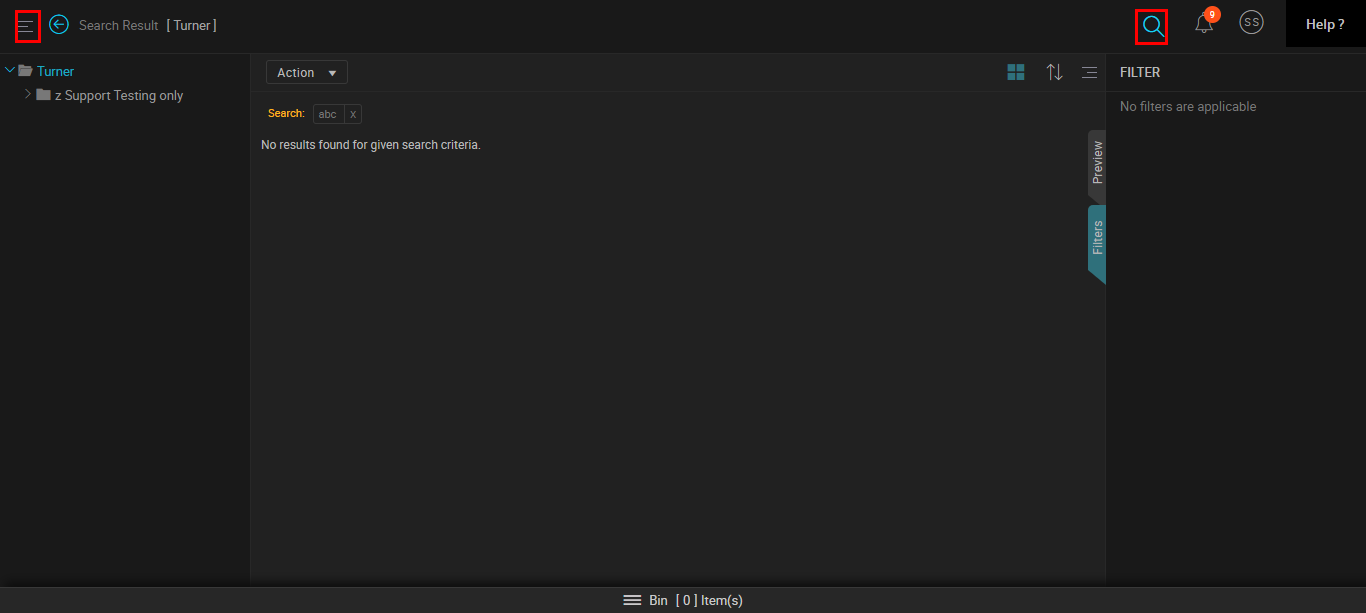 Search Result [ Turner ]
9
SS
Help ?
Turner
z Support Testing only
Action
Search: abc x
No results found for given search criteria.
Preview
Filters
FILTER
No filters are applicable
Bin [ 0 ] Item(s)